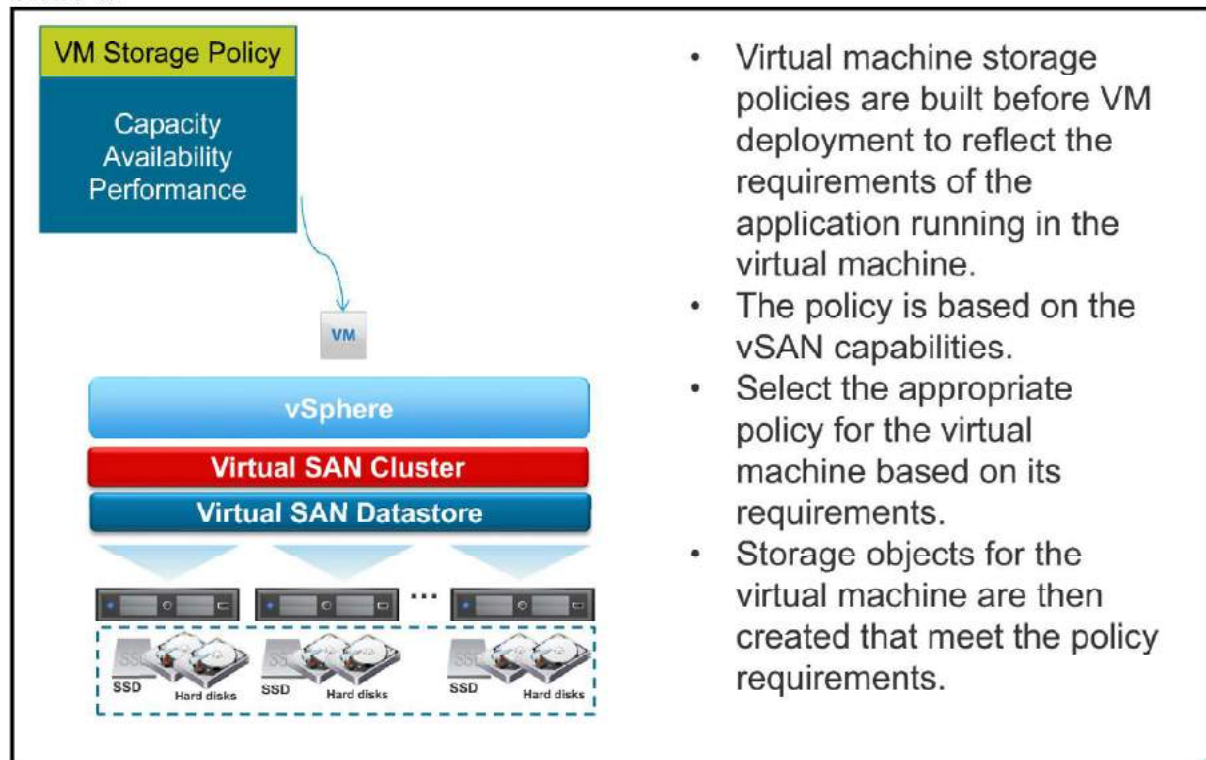 VM Storage Policy
Capacity
Availability
Performance
VM
vSphere
Virtual SAN Cluster
Virtual SAN Datastore
...
SSD
Hard disks
SSD
Hard disks
SSD
Hard disks
• Virtual machine storage
policies are built before VM
deployment to reflect the
requirements of the
application running in the
virtual machine.
• The policy is based on the
vSAN capabilities.
• Select the appropriate
policy for the virtual
machine based on its
requirements.
• Storage objects for the
virtual machine are then
created that meet the policy
requirements.